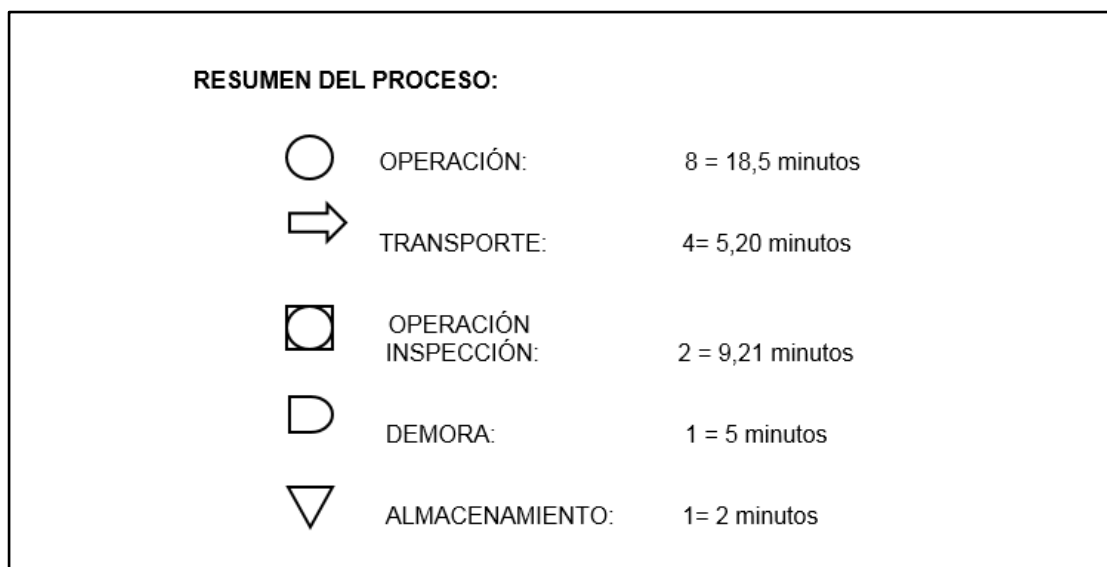 RESUMEN DEL PROCESO:
OPERACIÓN: 8 = 18,5 minutos
TRANSPORTE: 4= 5,20 minutos
OPERACIÓN
INSPECCIÓN: 2 = 9,21 minutos
DEMORA: 1 = 5 minutos
ALMACENAMIENTO: 1= 2 minutos